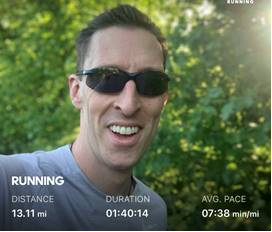 RUNNING
RUNNING
DISTANCE DURATION AVG. PACE
13.11 mi 01:40:14 07:38 min/mi